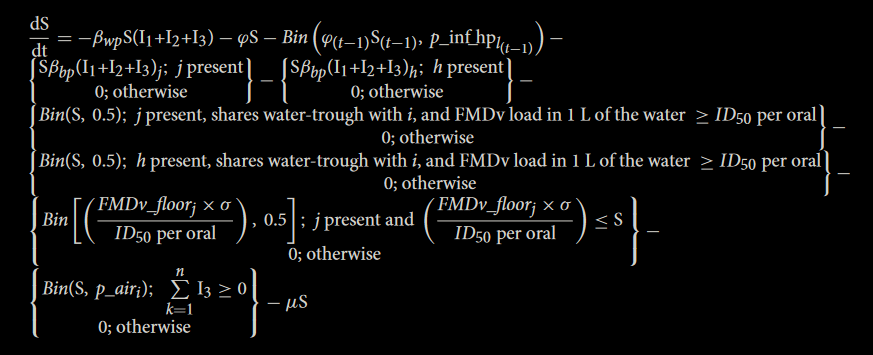 dS/dt = −β_wp S(I₁+I₂+I₃) − φS − Bin(φ_(t−1)S_(t−1), p_inf_hp_l_(t−1)) −
{Sβ_bp(I₁+I₂+I₃)_j; j present
0; otherwise} − {Sβ_bp(I₁+I₂+I₃)_h; h present
0; otherwise} −
{Bin(S, 0.5); j present, shares water-trough with i, and FMDv load in 1 L of the water ≥ ID₅₀ per oral
0; otherwise} −
{Bin(S, 0.5); h present, shares water-trough with i, and FMDv load in 1 L of the water ≥ ID₅₀ per oral
0; otherwise} −
{Bin[(FMDv_floor_j × σ / ID₅₀ per oral), 0.5]; j present and (FMDv_floor_j × σ / ID₅₀ per oral) ≤ S
0; otherwise} −
{Bin(S, p_air_i); ∑_{k=1}^{n} I₃ ≥ 0
0; otherwise} − μS